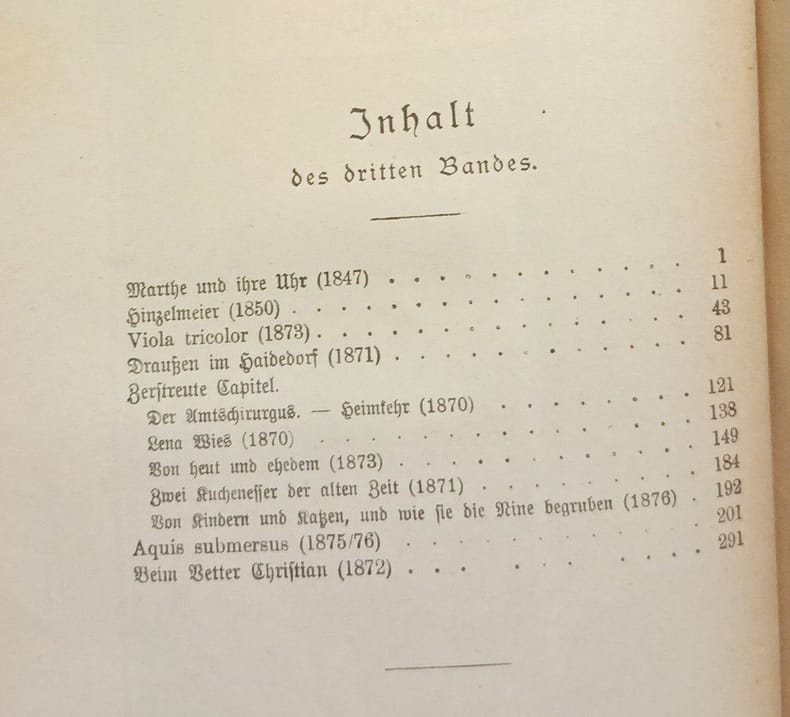 Inhalt
des dritten Bandes.
Marthe und ihre Uhr (1847) . . . . . . . . . . . . 1
Hinzelmeier (1850) . . . . . . . . . . . . . . . . 11
Viola tricolor (1873) . . . . . . . . . . . . . . . 43
Draußen im Haidedorf (1871) . . . . . . . . . . . . 81
Zerstreute Capitel.
Der Amtschirurgus. — Heimkehr (1870) . . . . . . . . 121
Lena Wies (1870) . . . . . . . . . . . . . . . 138
Von heut und ehedem (1873) . . . . . . . . . . . . 149
Zwei Kuchenesser der alten Zeit (1871) . . . . . . . . 184
Von Kindern und Katzen, und wie sie die Nine begruben (1876) . 192
Aquis submersus (1875/76) . . . . . . . . . . . . 201
Beim Vetter Christian (1872) . . . . . . . . . . . . 291